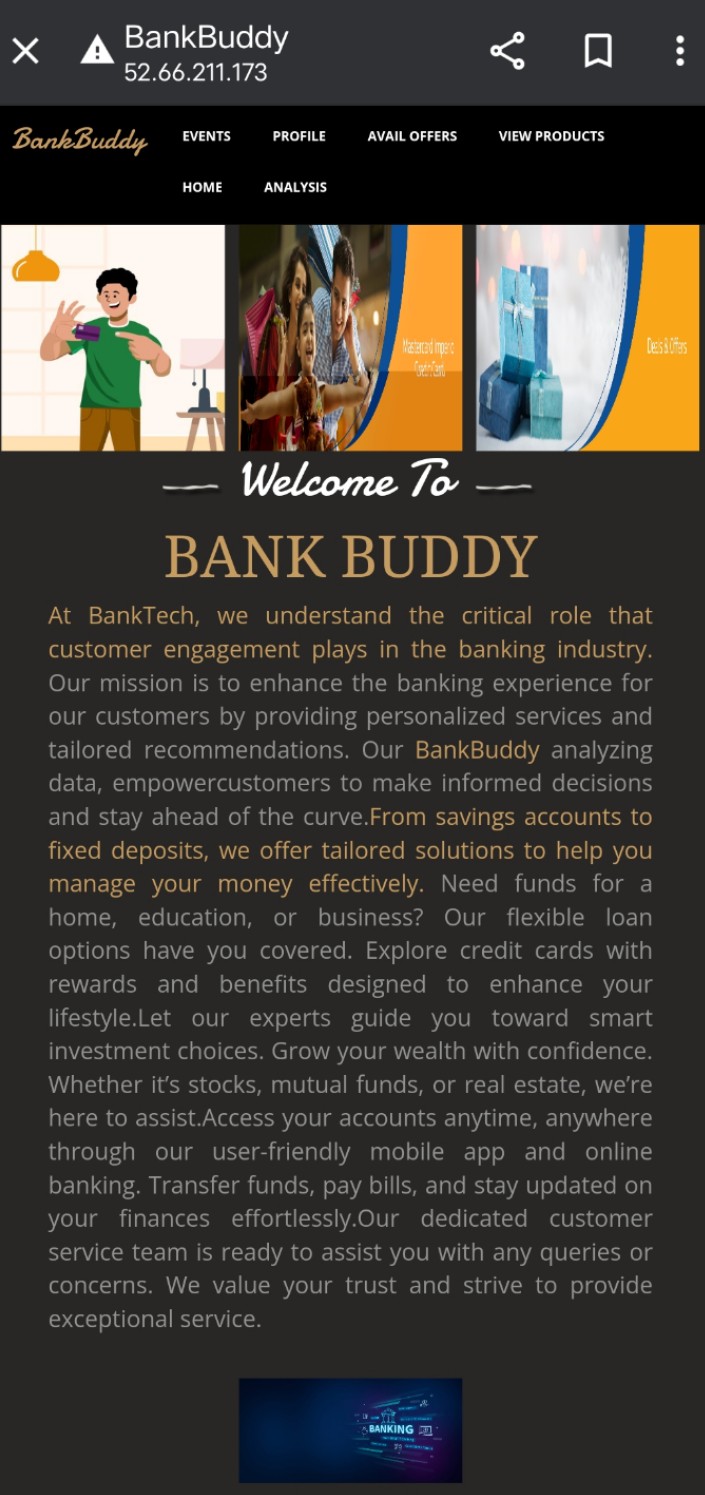 BankBuddy
52.66.211.173
BankBuddy
EVENTS PROFILE AVAIL OFFERS VIEW PRODUCTS
HOME ANALYSIS
Mastercard Imperio
Credit Card
Deals & Offers
Welcome To
BANK BUDDY
At BankTech, we understand the critical role that
customer engagement plays in the banking industry.
Our mission is to enhance the banking experience for
our customers by providing personalized services and
tailored recommendations. Our BankBuddy analyzing
data, empowercustomers to make informed decisions
and stay ahead of the curve.From savings accounts to
fixed deposits, we offer tailored solutions to help you
manage your money effectively. Need funds for a
home, education, or business? Our flexible loan
options have you covered. Explore credit cards with
rewards and benefits designed to enhance your
lifestyle.Let our experts guide you toward smart
investment choices. Grow your wealth with confidence.
Whether it’s stocks, mutual funds, or real estate, we’re
here to assist.Access your accounts anytime, anywhere
through our user-friendly mobile app and online
banking. Transfer funds, pay bills, and stay updated on
your finances effortlessly.Our dedicated customer
service team is ready to assist you with any queries or
concerns. We value your trust and strive to provide
exceptional service.
BANKING